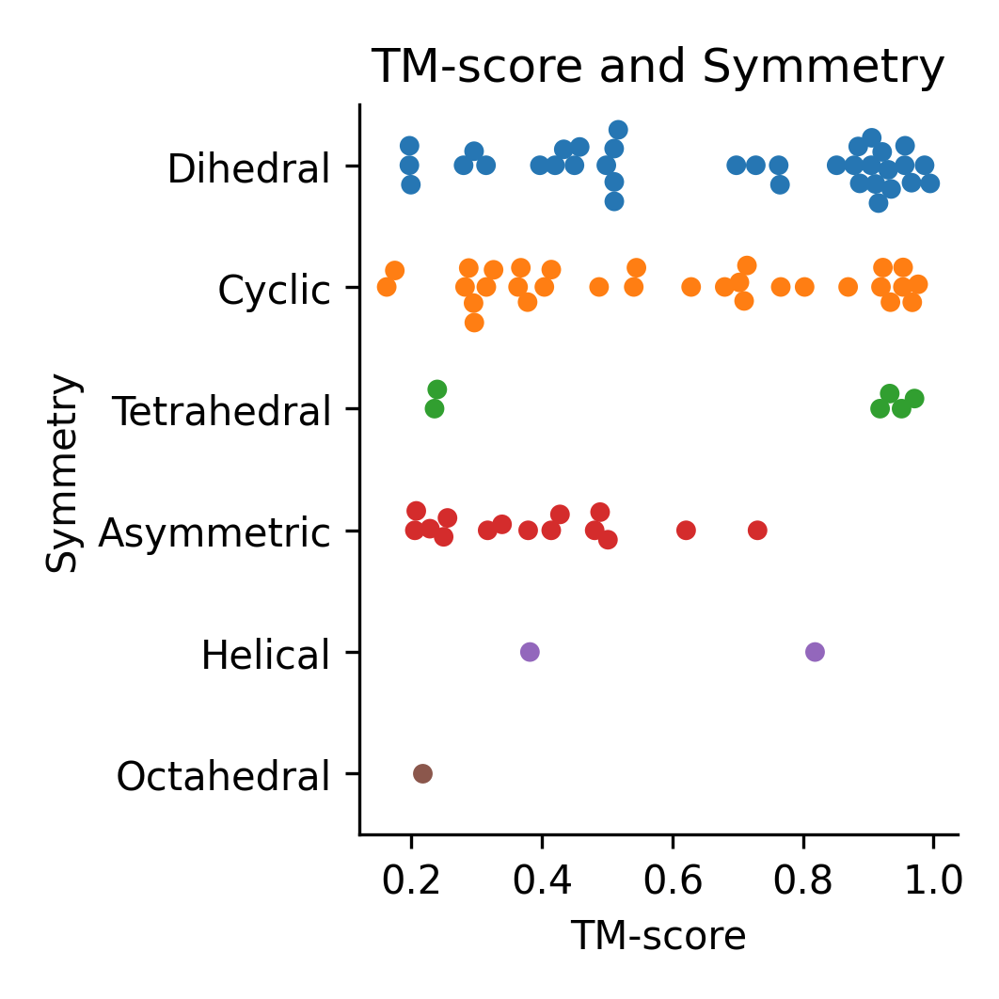 TM-score and Symmetry
Dihedral
Cyclic
Tetrahedral
Asymmetric
Helical
Octahedral
Symmetry
0.2 0.4 0.6 0.8 1.0
TM-score